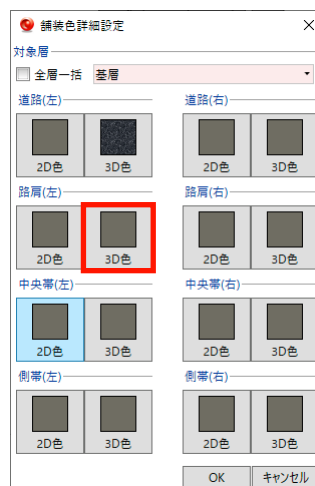 舗装色詳細設定
対象層
全層一括 基層
道路(左) 道路(右)
2D色 3D色 2D色 3D色
路肩(左) 路肩(右)
2D色 3D色 2D色 3D色
中央帯(左) 中央帯(右)
2D色 3D色 2D色 3D色
側帯(左) 側帯(右)
2D色 3D色 2D色 3D色
OK キャンセル